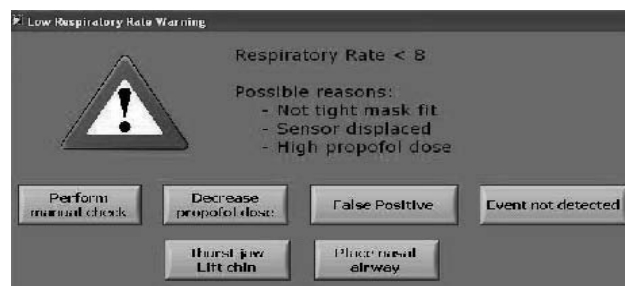 Low Respiratory Rate Warning
Respiratory Rate < 8
Possible reasons:
- Not tight mask fit
- Sensor displaced
- High propofol dose
Perform
manual check
Decrease
propofol dose
False Positive
Event not detected
Thurst jaw
Lift chin
Place nasal
airway